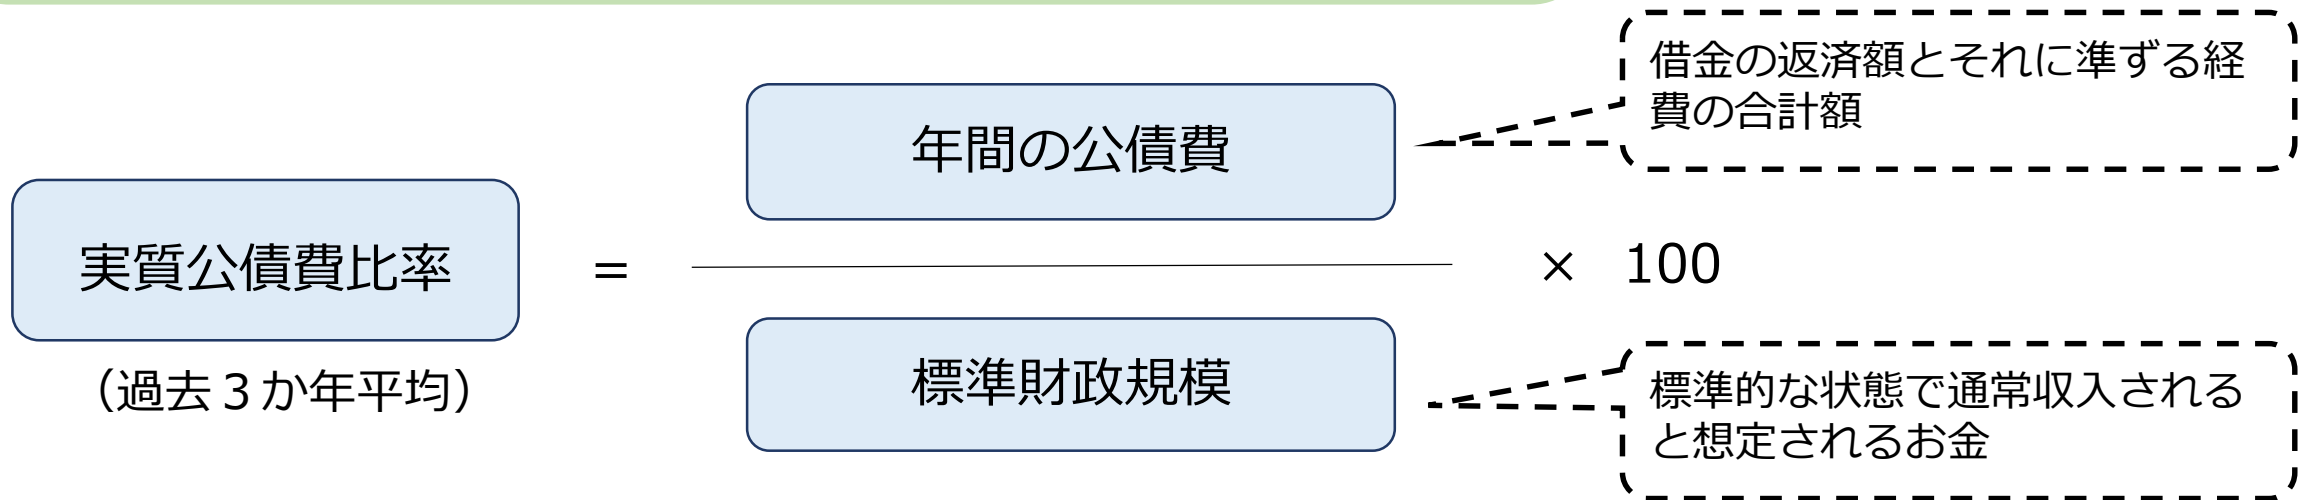 借金の返済額とそれに準ずる経
費の合計額
年間の公債費
実質公債費比率
=
× 100
標準財政規模
（過去３か年平均）
標準的な状態で通常収入される
と想定されるお金